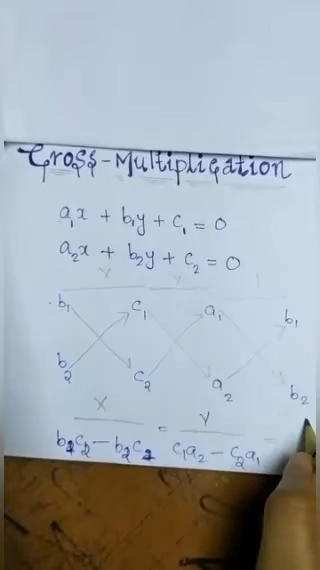 Cross-Multiplication
a₁x + b₁y + c₁ = 0
a₂x + b₂y + c₂ = 0
x y 1
b₁ c₁ a₁ b₁
b₂ c₂ a₂ b₂
x = y =
b₁c₂ - b₂c₁ c₁a₂ - c₂a₁